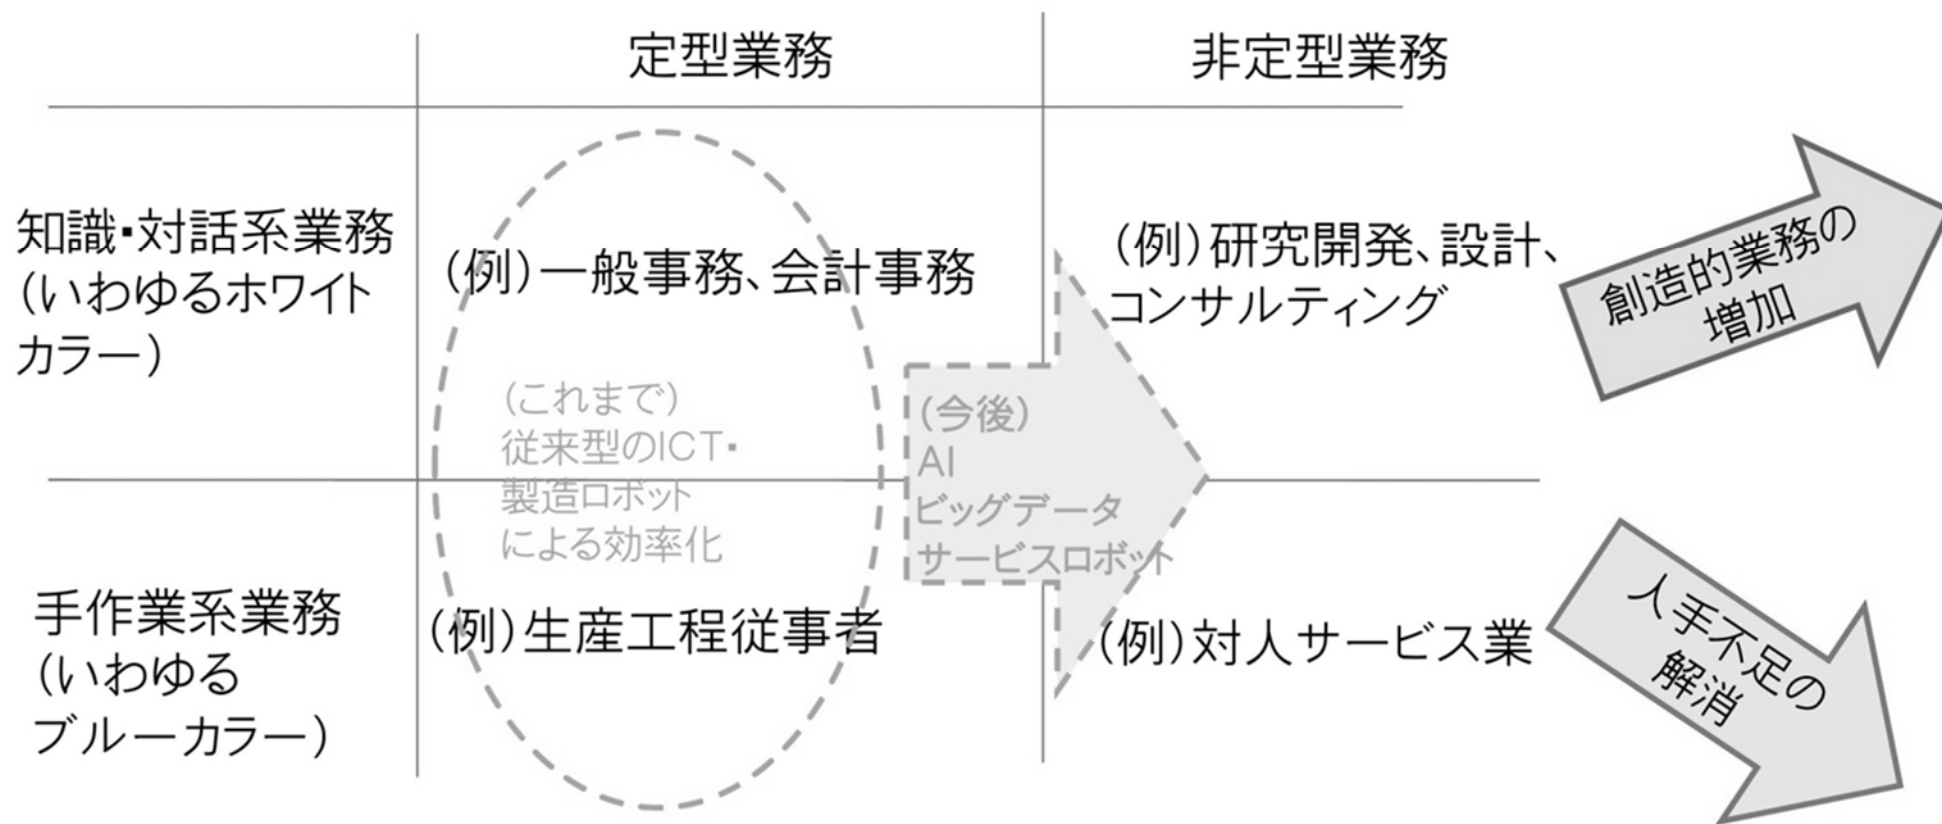 定型業務
非定型業務
知識・対話系業務
(いわゆるホワイト
カラー)
(例)一般事務、会計事務
(例)研究開発、設計、
コンサルティング
創造的業務の
増加
(これまで)
従来型のICT・
製造ロボット
による効率化
(今後)
AI
ビッグデータ
サービスロボット
手作業系業務
(いわゆる
ブルーカラー)
(例)生産工程従事者
(例)対人サービス業
人手不足の
解消